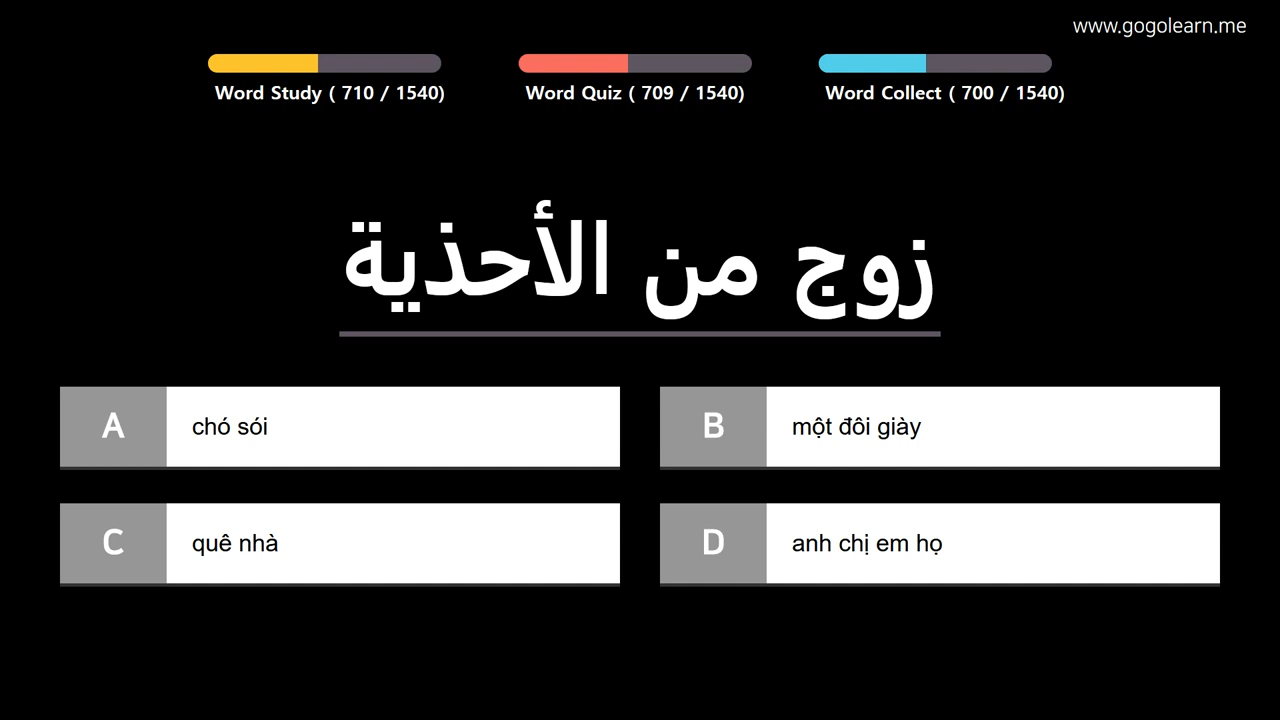 www.gogolearn.me
Word Study ( 710 / 1540)
Word Quiz ( 709 / 1540)
Word Collect ( 700 / 1540)
زوج من الأحذية
A chó sói
B một đôi giày
C quê nhà
D anh chị em họ